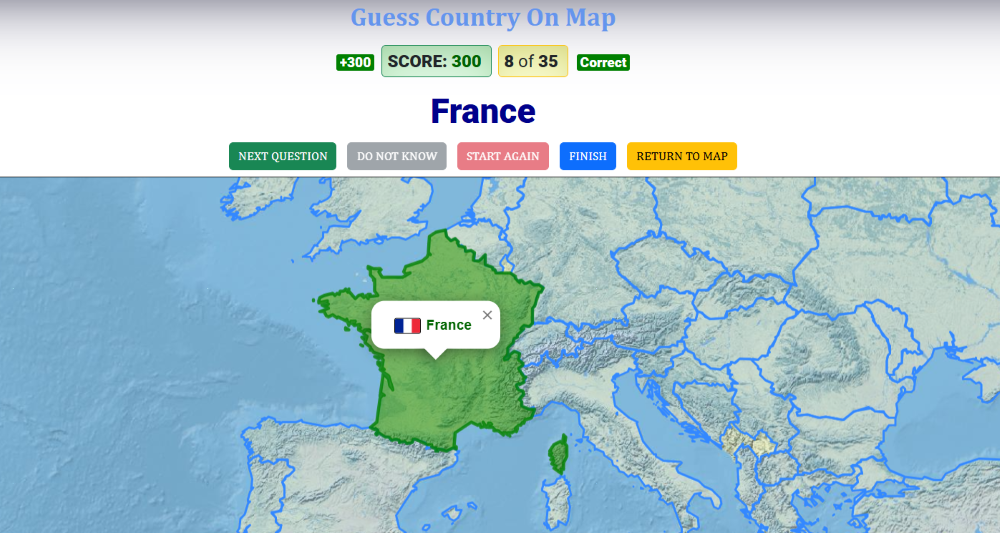 Guess Country On Map
+300 SCORE: 300 8 of 35 Correct
France
NEXT QUESTION DO NOT KNOW START AGAIN FINISH RETURN TO MAP
France ×